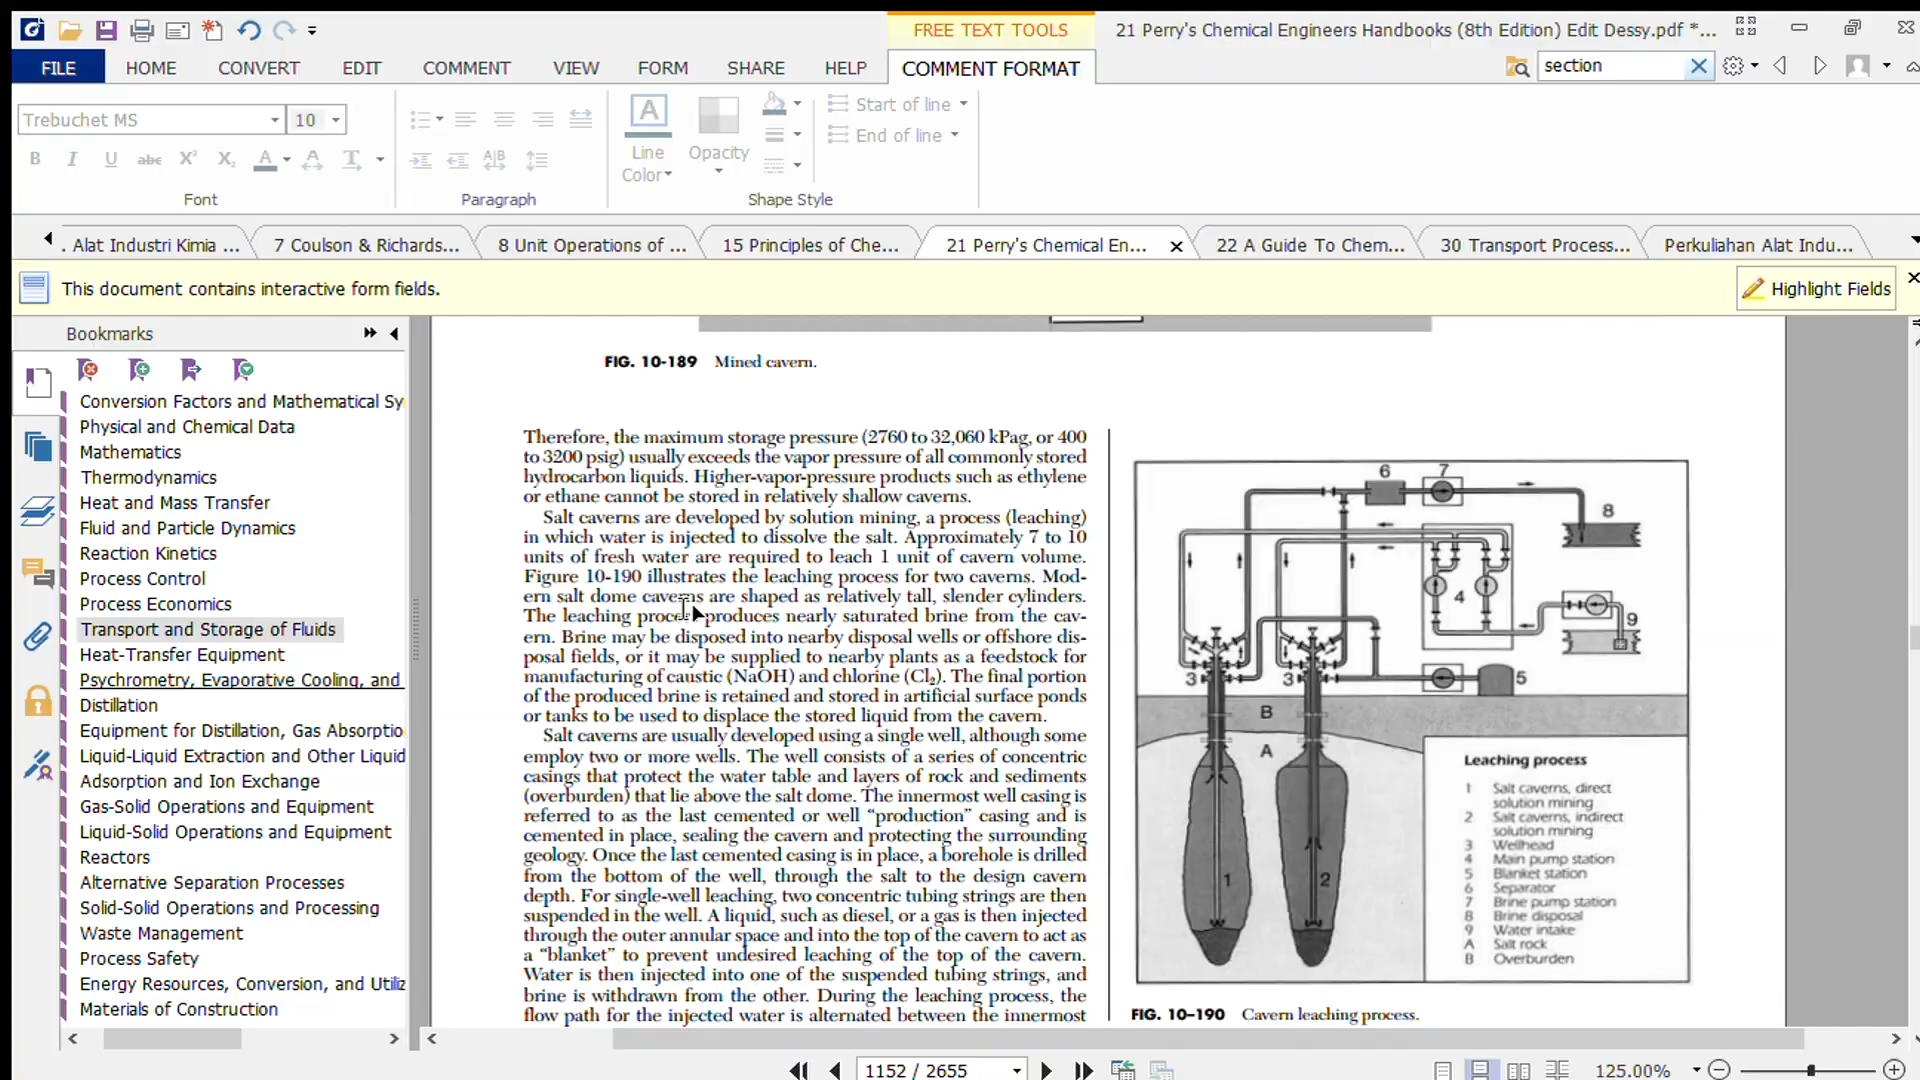 FREE TEXT TOOLS
21 Perry's Chemical Engineers Handbooks (8th Edition) Edit Dessy.pdf *...
FILE
HOME
CONVERT
EDIT
COMMENT
VIEW
FORM
SHARE
HELP
COMMENT FORMAT
section
Trebuchet MS
10
Start of line
End of line
Line
Color
Opacity
Font
Paragraph
Shape Style
. Alat Industri Kimia ...
7 Coulson & Richards...
8 Unit Operations of ...
15 Principles of Che...
21 Perry's Chemical En...
22 A Guide To Chem...
30 Transport Process...
Perkuliahan Alat Indu...
This document contains interactive form fields.
Highlight Fields
Bookmarks
Conversion Factors and Mathematical Sy
Physical and Chemical Data
Mathematics
Thermodynamics
Heat and Mass Transfer
Fluid and Particle Dynamics
Reaction Kinetics
Process Control
Process Economics
Transport and Storage of Fluids
Heat-Transfer Equipment
Psychrometry, Evaporative Cooling, and
Distillation
Equipment for Distillation, Gas Absorptio
Liquid-Liquid Extraction and Other Liquid
Adsorption and Ion Exchange
Gas-Solid Operations and Equipment
Liquid-Solid Operations and Equipment
Reactors
Alternative Separation Processes
Solid-Solid Operations and Processing
Waste Management
Process Safety
Energy Resources, Conversion, and Utiliz
Materials of Construction
FIG. 10-189 Mined cavern.
Therefore, the maximum storage pressure (2760 to 32,060 kPag, or 400
to 3200 psig) usually exceeds the vapor pressure of all commonly stored
hydrocarbon liquids. Higher-vapor-pressure products such as ethylene
or ethane cannot be stored in relatively shallow caverns.
Salt caverns are developed by solution mining, a process (leaching)
in which water is injected to dissolve the salt. Approximately 7 to 10
units of fresh water are required to leach 1 unit of cavern volume.
Figure 10-190 illustrates the leaching process for two caverns. Mod-
ern salt dome caverns are shaped as relatively tall, slender cylinders.
The leaching process produces nearly saturated brine from the cav-
ern. Brine may be disposed into nearby disposal wells or offshore dis-
posal fields, or it may be supplied to nearby plants as a feedstock for
manufacturing of caustic (NaOH) and chlorine (Cl₂). The final portion
of the produced brine is retained and stored in artificial surface ponds
or tanks to be used to displace the stored liquid from the cavern.
Salt caverns are usually developed using a single well, although some
employ two or more wells. The well consists of a series of concentric
casings that protect the water table and layers of rock and sediments
(overburden) that lie above the salt dome. The innermost well casing is
referred to as the last cemented or well “production” casing and is
cemented in place, sealing the cavern and protecting the surrounding
geology. Once the last cemented casing is in place, a borehole is drilled
from the bottom of the well, through the salt to the design cavern
depth. For single-well leaching, two concentric tubing strings are then
suspended in the well. A liquid, such as diesel, or a gas is then injected
through the outer annular space and into the top of the cavern to act as
a “blanket” to prevent undesired leaching of the top of the cavern.
Water is then injected into one of the suspended tubing strings, and
brine is withdrawn from the other. During the leaching process, the
flow path for the injected water is alternated between the innermost
6
7
8
4
9
3
3
5
B
A
1
2
Leaching process
1 Salt caverns, direct
solution mining
2 Salt caverns, indirect
solution mining
3 Wellhead
4 Main pump station
5 Blanket station
6 Separator
7 Brine pump station
8 Brine disposal
9 Water intake
A Salt rock
B Overburden
FIG. 10-190 Cavern leaching process.
1152 / 2655
125.00%